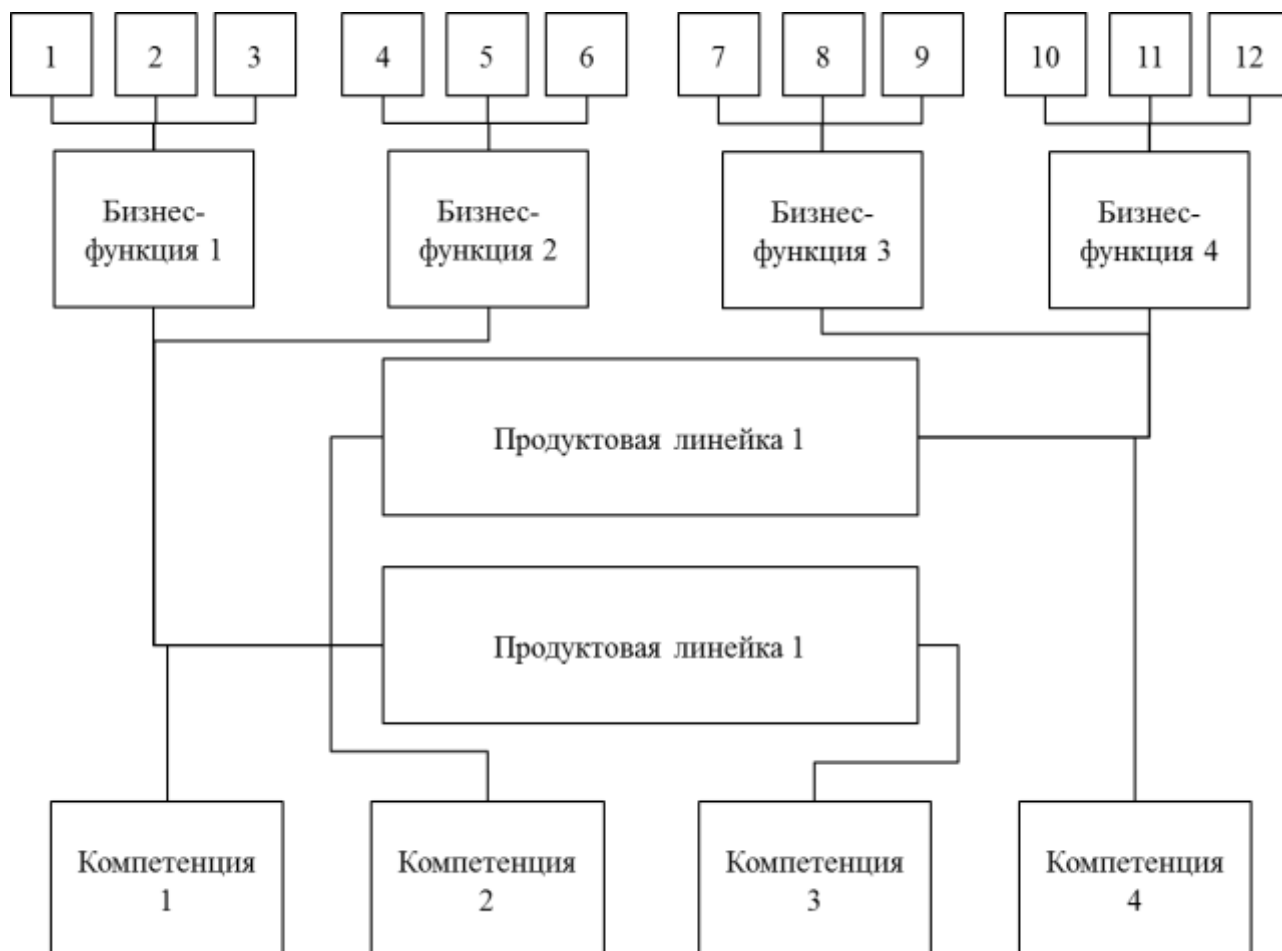 1
2
3
4
5
6
7
8
9
10
11
12
Бизнес-
функция 1
Бизнес-
функция 2
Бизнес-
функция 3
Бизнес-
функция 4
Продуктовая линейка 1
Продуктовая линейка 1
Компетенция
1
Компетенция
2
Компетенция
3
Компетенция
4